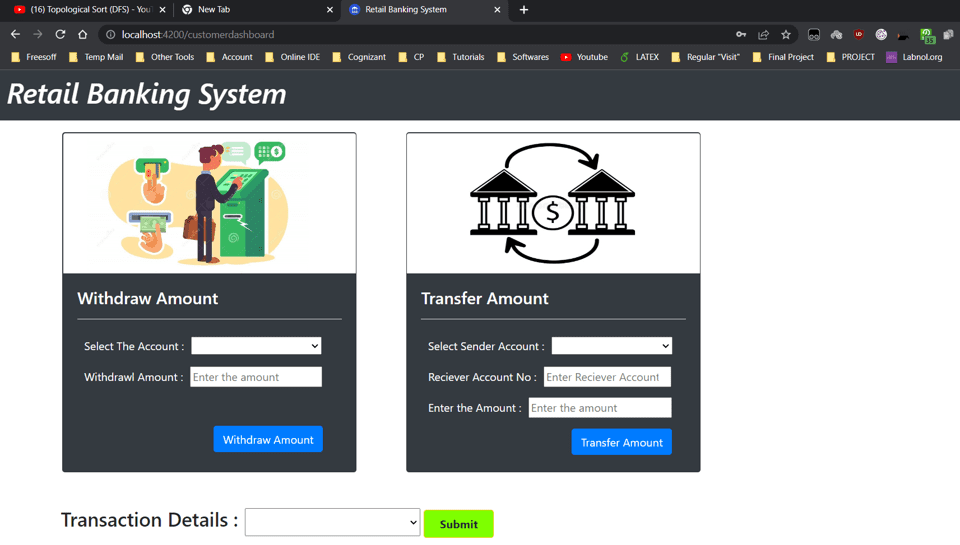 (16) Topological Sort (DFS) - You
New Tab
Retail Banking System
localhost:4200/customerdashboard
35
Freesoff Temp Mail Other Tools Account Online IDE Cognizant CP Tutorials Softwares Youtube LATEX Regular "Visit" Final Project PROJECT Labnol.org
Retail Banking System
Withdraw Amount
Select The Account :
Withdrawl Amount : Enter the amount
Withdraw Amount
$
Transfer Amount
Select Sender Account :
Reciever Account No : Enter Reciever Account
Enter the Amount : Enter the amount
Transfer Amount
Transaction Details :
Submit